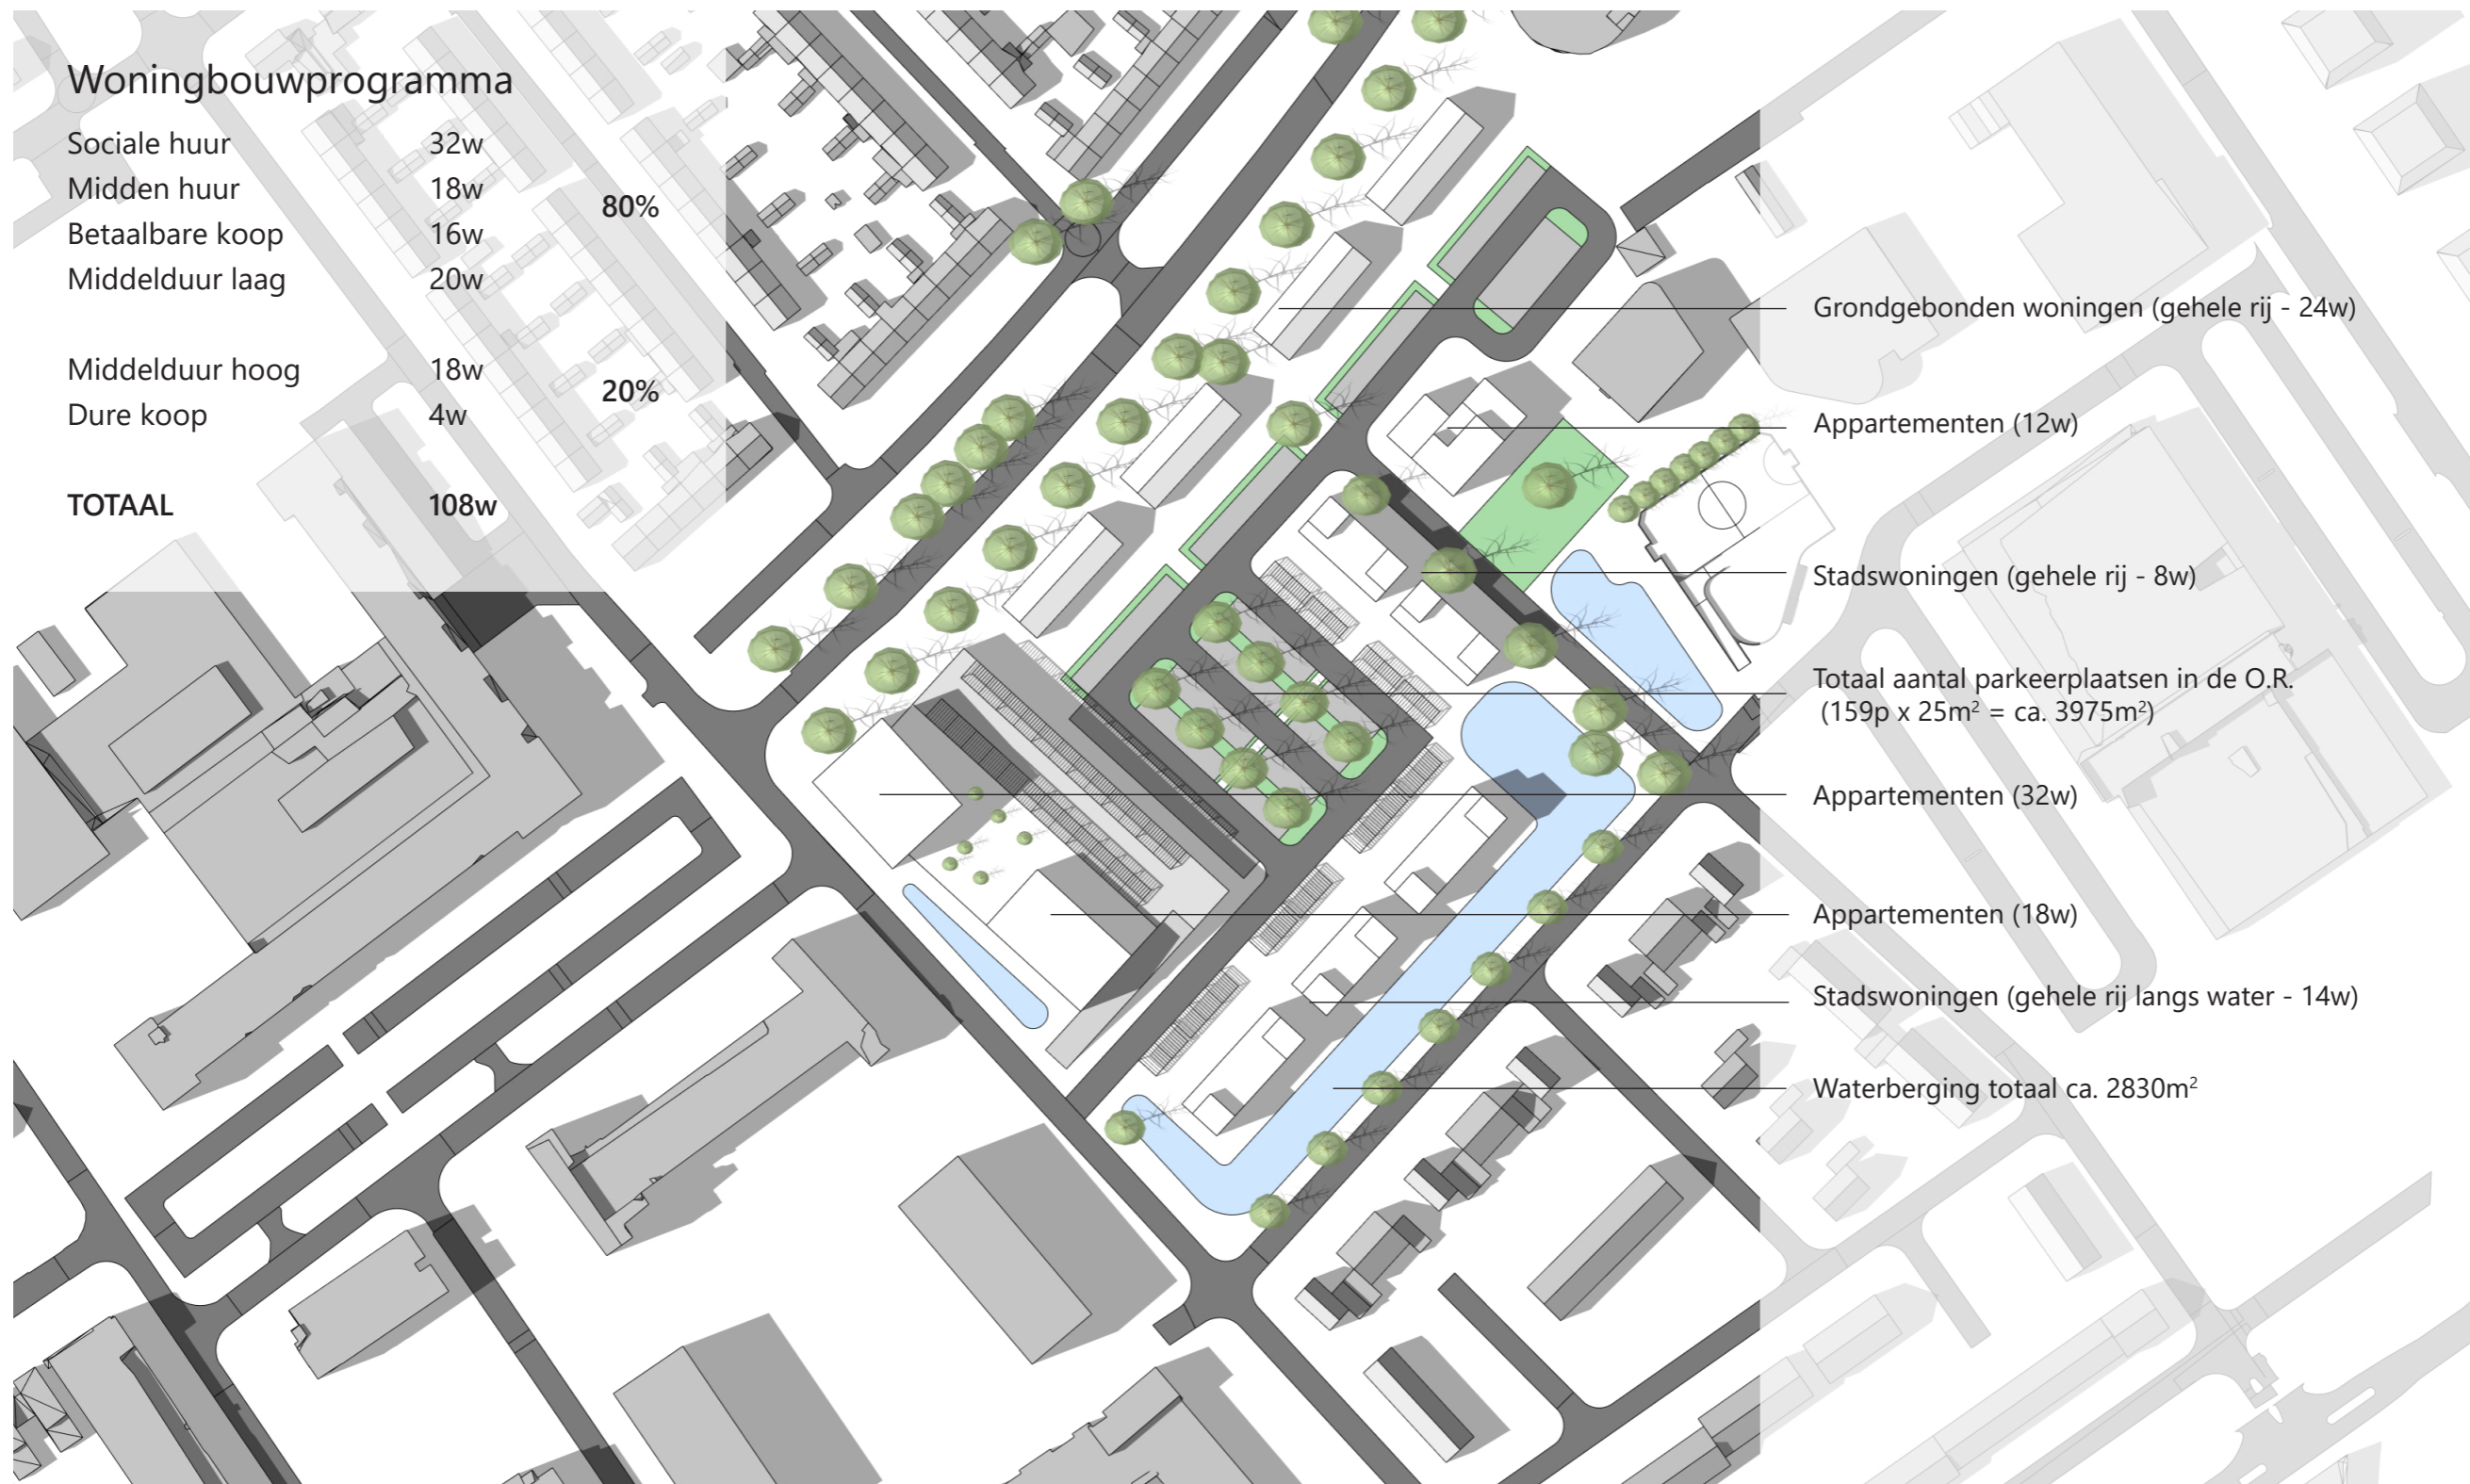 Woningbouwprogramma
Sociale huur 32w
Midden huur 18w
80%
Betaalbare koop 16w
Middelduur laag 20w
Middelduur hoog 18w
20%
Dure koop 4w
TOTAAL 108w
Grondgebonden woningen (gehele rij - 24w)
Appartementen (12w)
Stadswoningen (gehele rij - 8w)
Totaal aantal parkeerplaatsen in de O.R.
(159p x 25m² = ca. 3975m²)
Appartementen (32w)
Appartementen (18w)
Stadswoningen (gehele rij langs water - 14w)
Waterberging totaal ca. 2830m²